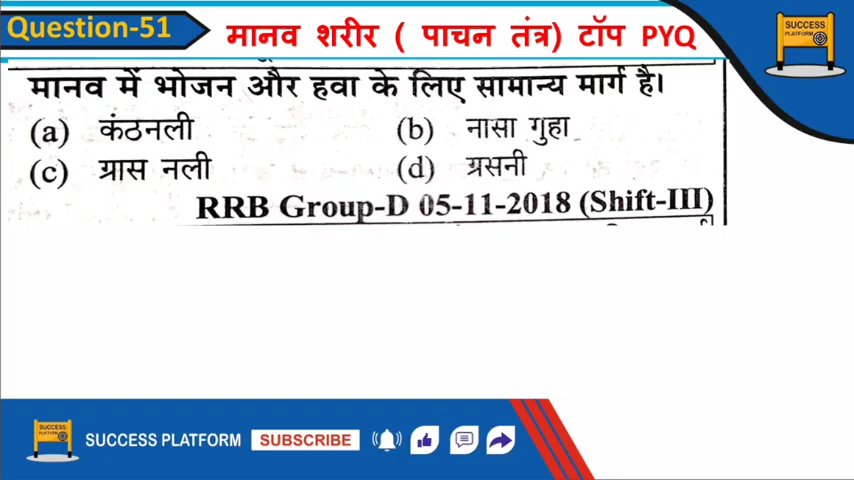 Question-51
मानव शरीर ( पाचन तंत्र) टॉप PYQ
SUCCESS
PLATFORM
मानव में भोजन और हवा के लिए सामान्य मार्ग है।
(a) कंठनली (b) नासा गुहा
(c) ग्रास नली (d) ग्रसनी
RRB Group-D 05-11-2018 (Shift-III)
SUCCESS
PLATFORM
SUCCESS PLATFORM SUBSCRIBE